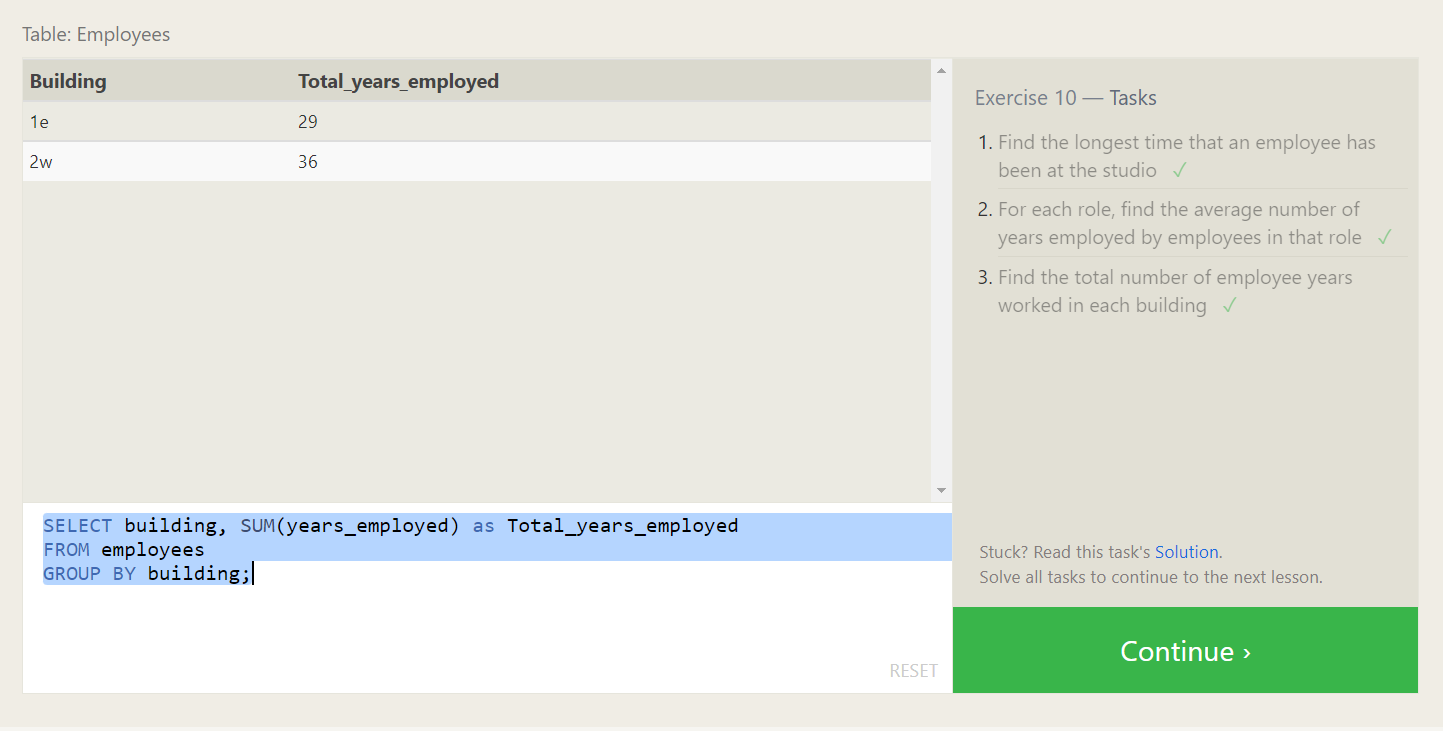 Table: Employees
Building Total_years_employed
1e 29
2w 36
SELECT building, SUM(years_employed) as Total_years_employed
FROM employees
GROUP BY building;
RESET
Exercise 10 — Tasks
1. Find the longest time that an employee has
been at the studio ✓
2. For each role, find the average number of
years employed by employees in that role ✓
3. Find the total number of employee years
worked in each building ✓
Stuck? Read this task's Solution.
Solve all tasks to continue to the next lesson.
Continue ›